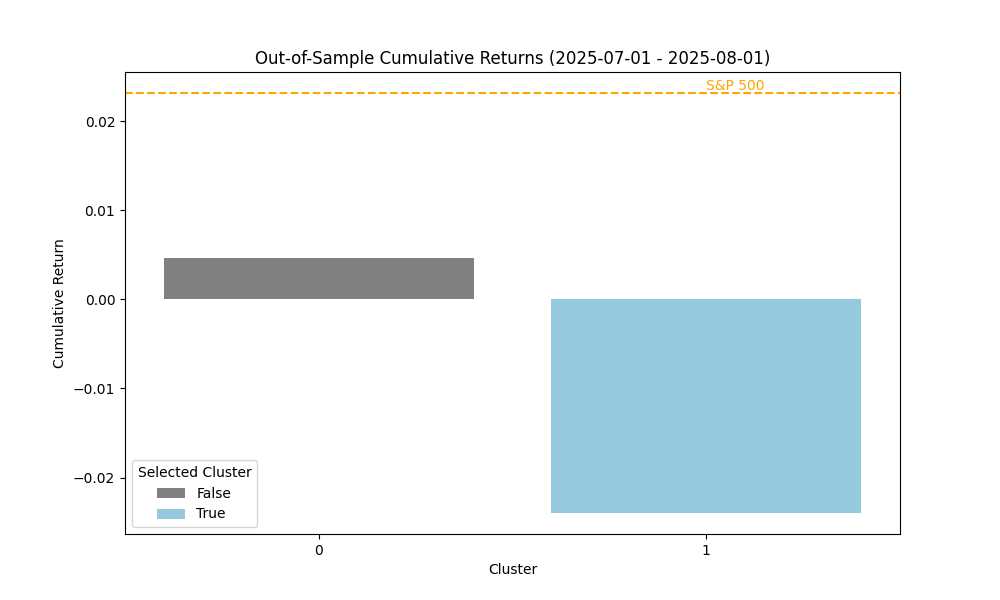 Out-of-Sample Cumulative Returns (2025-07-01 - 2025-08-01)
S&P 500
0.02
0.01
0.00
−0.01
−0.02
Cumulative Return
Selected Cluster
False
True
0
1
Cluster